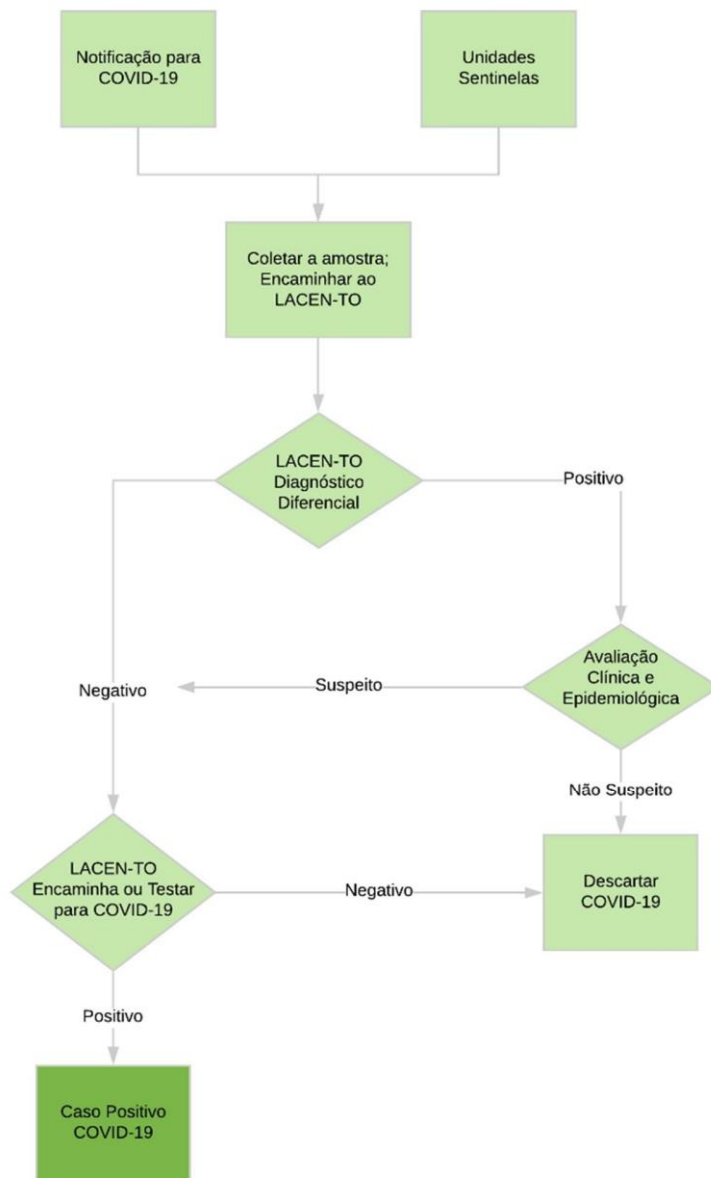 Notificação para
COVID-19
Unidades
Sentinelas
Coletar a amostra;
Encaminhar ao
LACEN-TO
LACEN-TO
Diagnóstico
Diferencial
Positivo
Avaliação
Clínica e
Epidemiológica
Suspeito
Negativo
Não Suspeito
LACEN-TO
Encaminha ou Testar
para COVID-19
Negativo
Descartar
COVID-19
Positivo
Caso Positivo
COVID-19